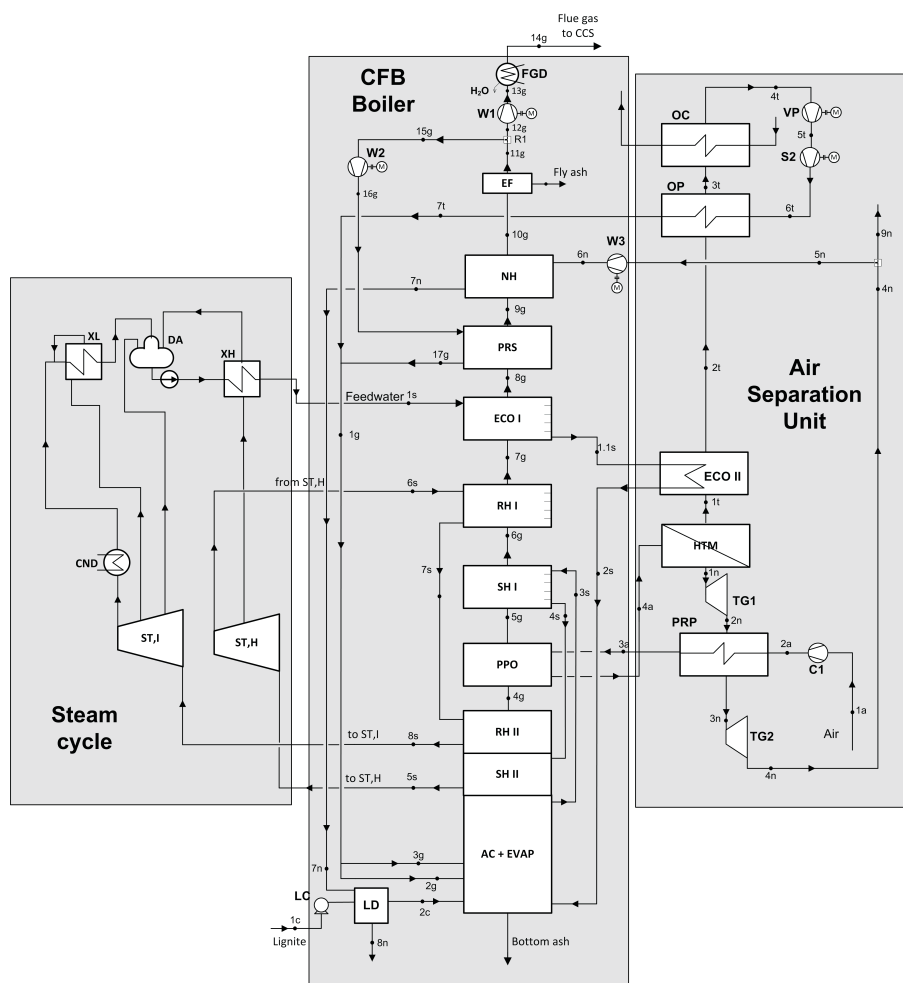 Flue gas
to CCS
14g
CFB
Boiler
FGD
H₂O
13g
W1
M
12g
15g
R1
11g
W2
M
16g
EF
Fly ash
7t
10g
NH
6n
W3
M
5n
7n
9g
PRS
17g
8g
Feedwater
1s
ECO I
1g
7g
1.1s
from ST,H
6s
RH I
6g
7s
SH I
3s
4s
2s
5g
PPO
3a
4a
4g
to ST,I
8s
RH II
to ST,H
5s
SH II
AC + EVAP
3g
2g
7n
LC
LD
2c
1c
Lignite
8n
Bottom ash
XL
DA
XH
CND
ST,I
ST,H
Steam
cycle
4t
OC
VP
M
5t
S2
M
3t
OP
6t
9n
4n
2t
Air
Separation
Unit
ECO II
1t
HTM
1n
TG1
PRP
2n
2a
C1
1a
3n
Air
TG2
4n